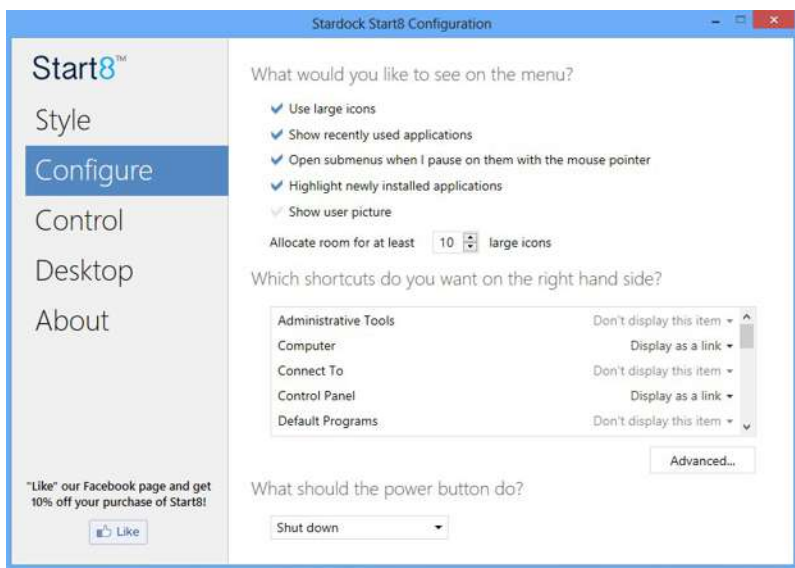 Stardock Start8 Configuration
Start8™
Style
Configure
Control
Desktop
About
"Like" our Facebook page and get
10% off your purchase of Start8!
Like
What would you like to see on the menu?
Use large icons
Show recently used applications
Open submenus when I pause on them with the mouse pointer
Highlight newly installed applications
Show user picture
Allocate room for at least 10 large icons
Which shortcuts do you want on the right hand side?
Administrative Tools Don't display this item
Computer Display as a link
Connect To Don't display this item
Control Panel Display as a link
Default Programs Don't display this item
Advanced...
What should the power button do?
Shut down